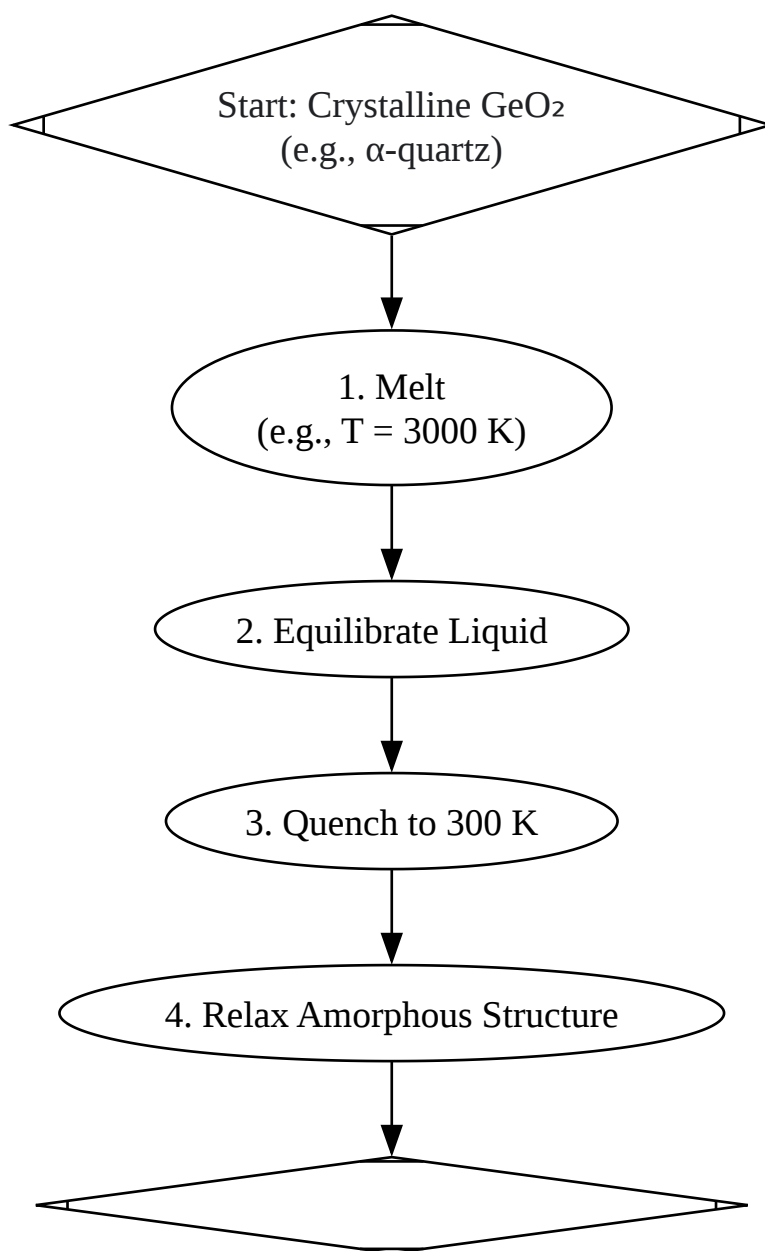 Start: Crystalline GeO₂
(e.g., α-quartz)
1. Melt
(e.g., T = 3000 K)
2. Equilibrate Liquid
3. Quench to 300 K
4. Relax Amorphous Structure